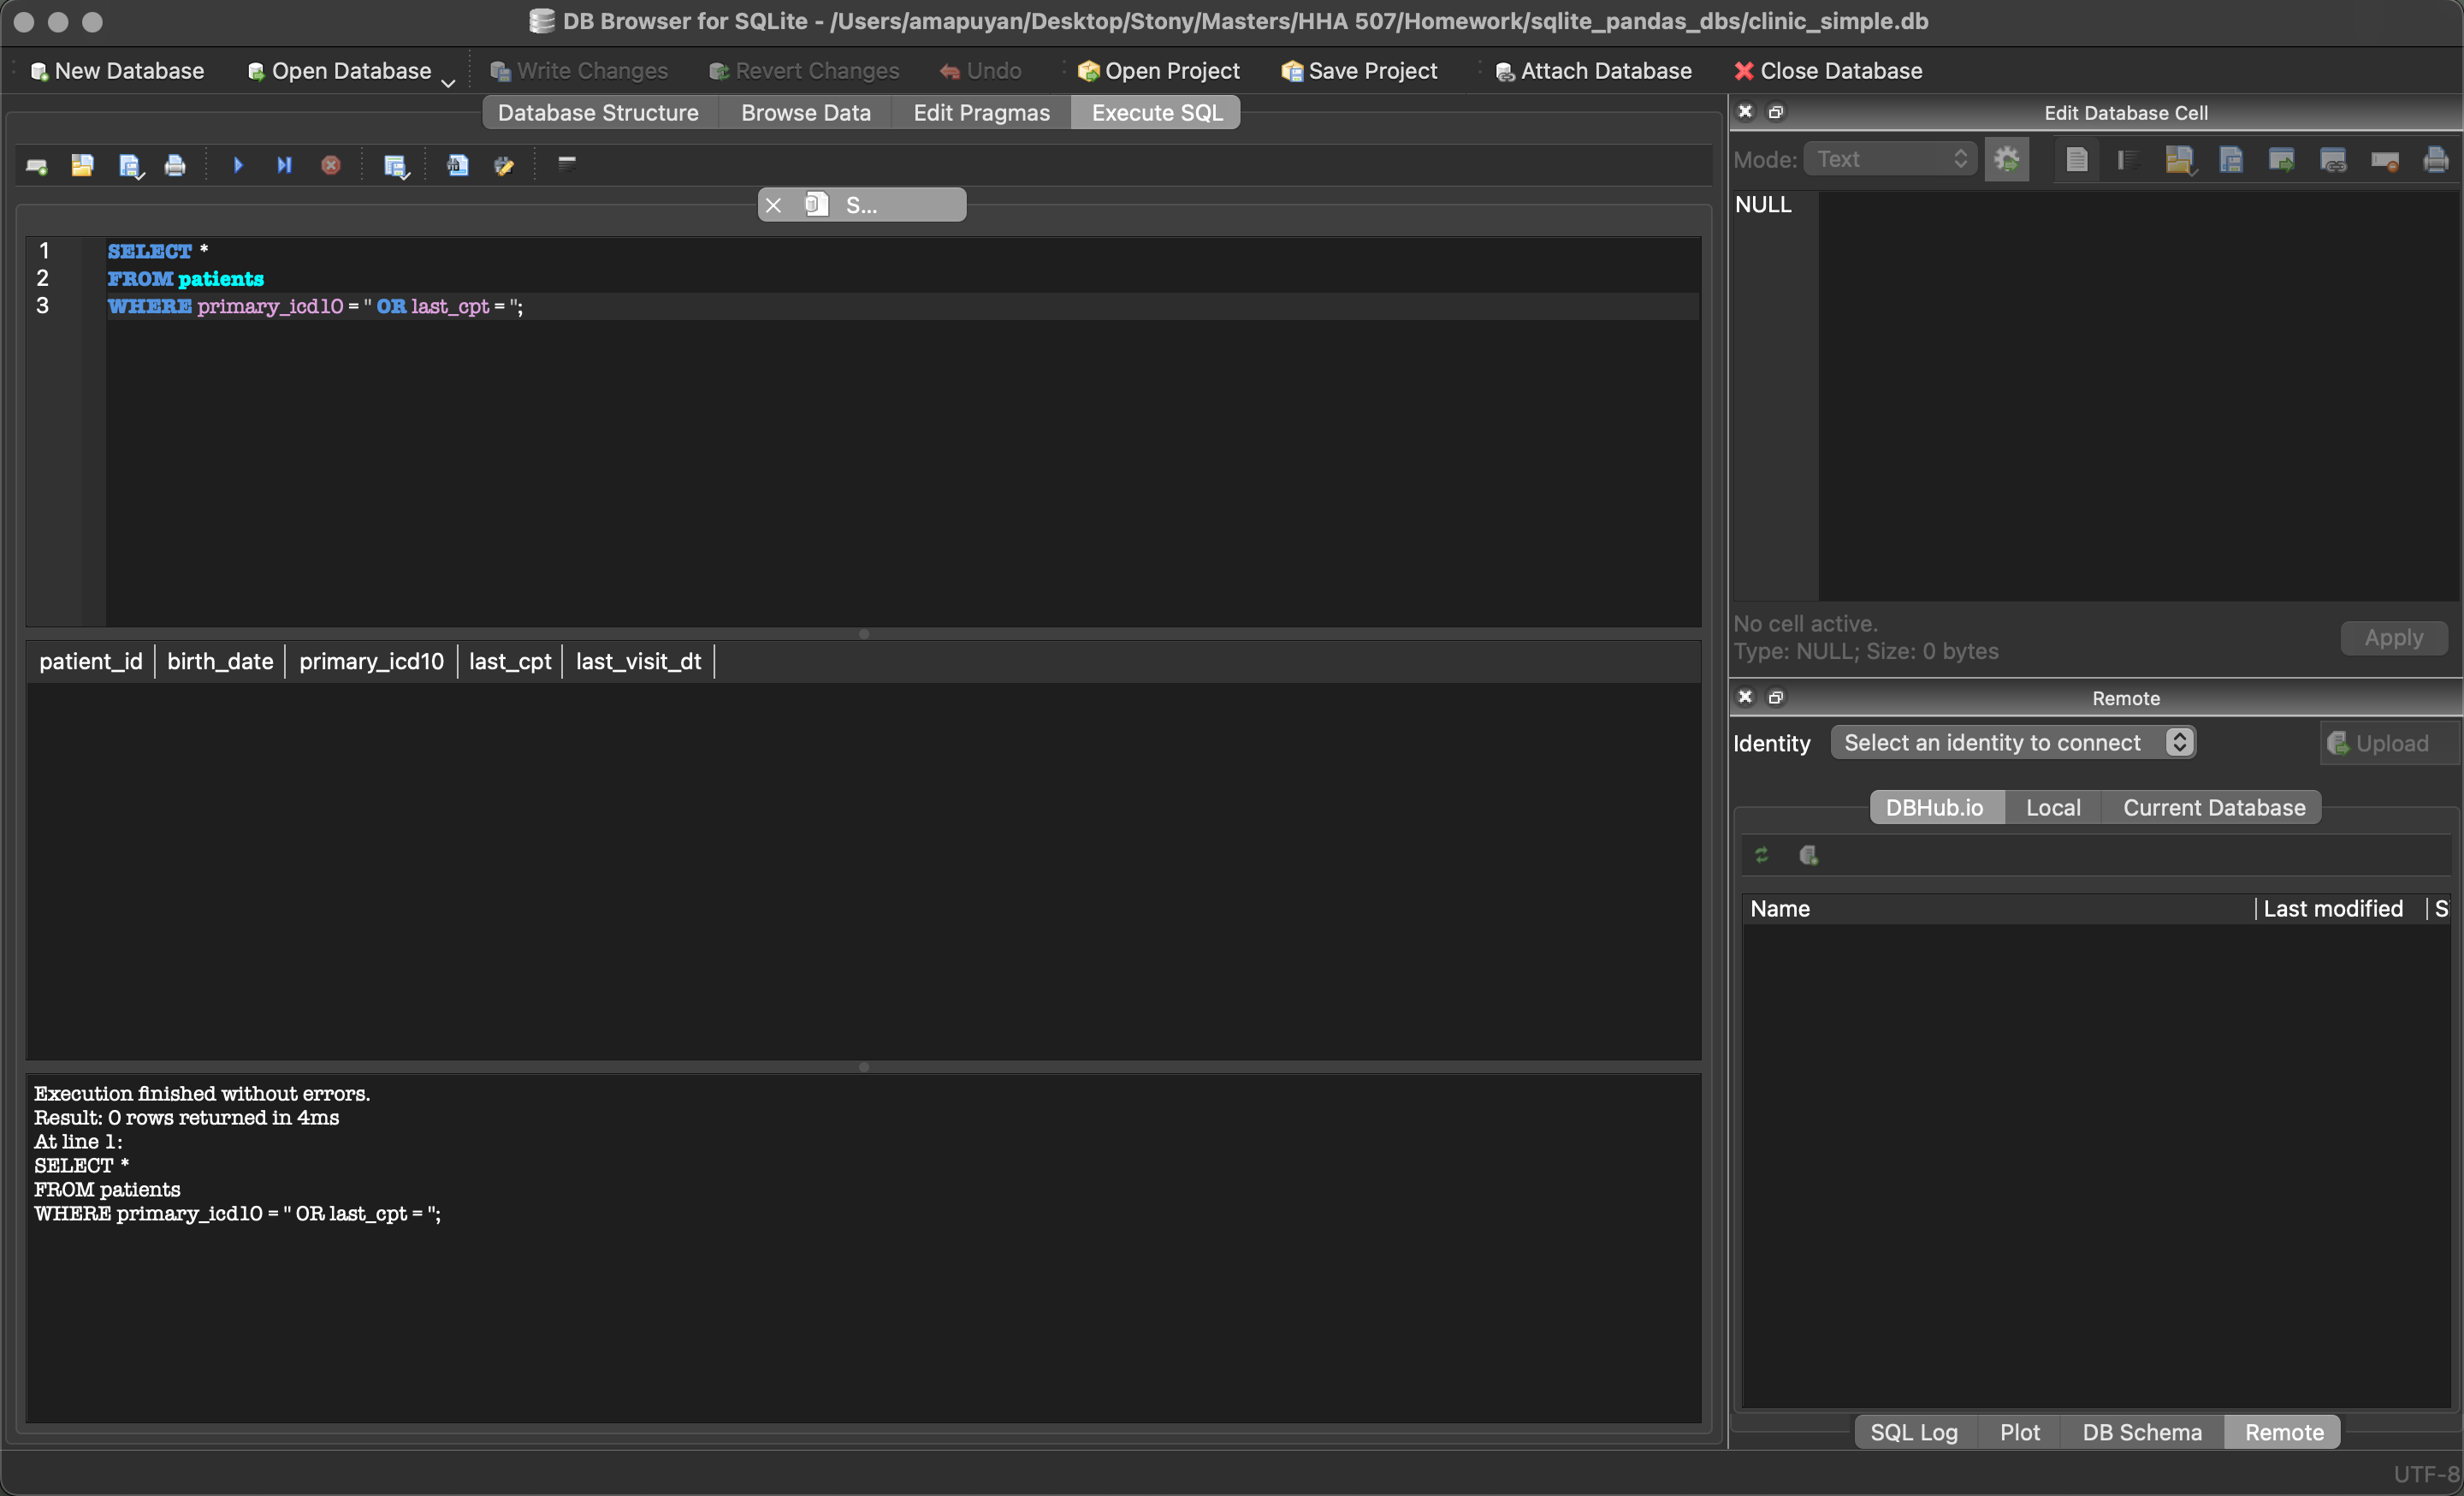 DB Browser for SQLite - /Users/amapuyan/Desktop/Stony/Masters/HHA 507/Homework/sqlite_pandas_dbs/clinic_simple.db
New Database Open Database Write Changes Revert Changes Undo Open Project Save Project Attach Database Close Database
Database Structure Browse Data Edit Pragmas Execute SQL
S...
1 SELECT *
2 FROM patients
3 WHERE primary_icd10 = '' OR last_cpt = '';
patient_id birth_date primary_icd10 last_cpt last_visit_dt
Execution finished without errors.
Result: 0 rows returned in 4ms
At line 1:
SELECT *
FROM patients
WHERE primary_icd10 = '' OR last_cpt = '';
Edit Database Cell
Mode: Text
NULL
No cell active.
Type: NULL; Size: 0 bytes
Apply
Remote
Identity Select an identity to connect Upload
DBHub.io Local Current Database
Name Last modified S
SQL Log Plot DB Schema Remote
UTF-8